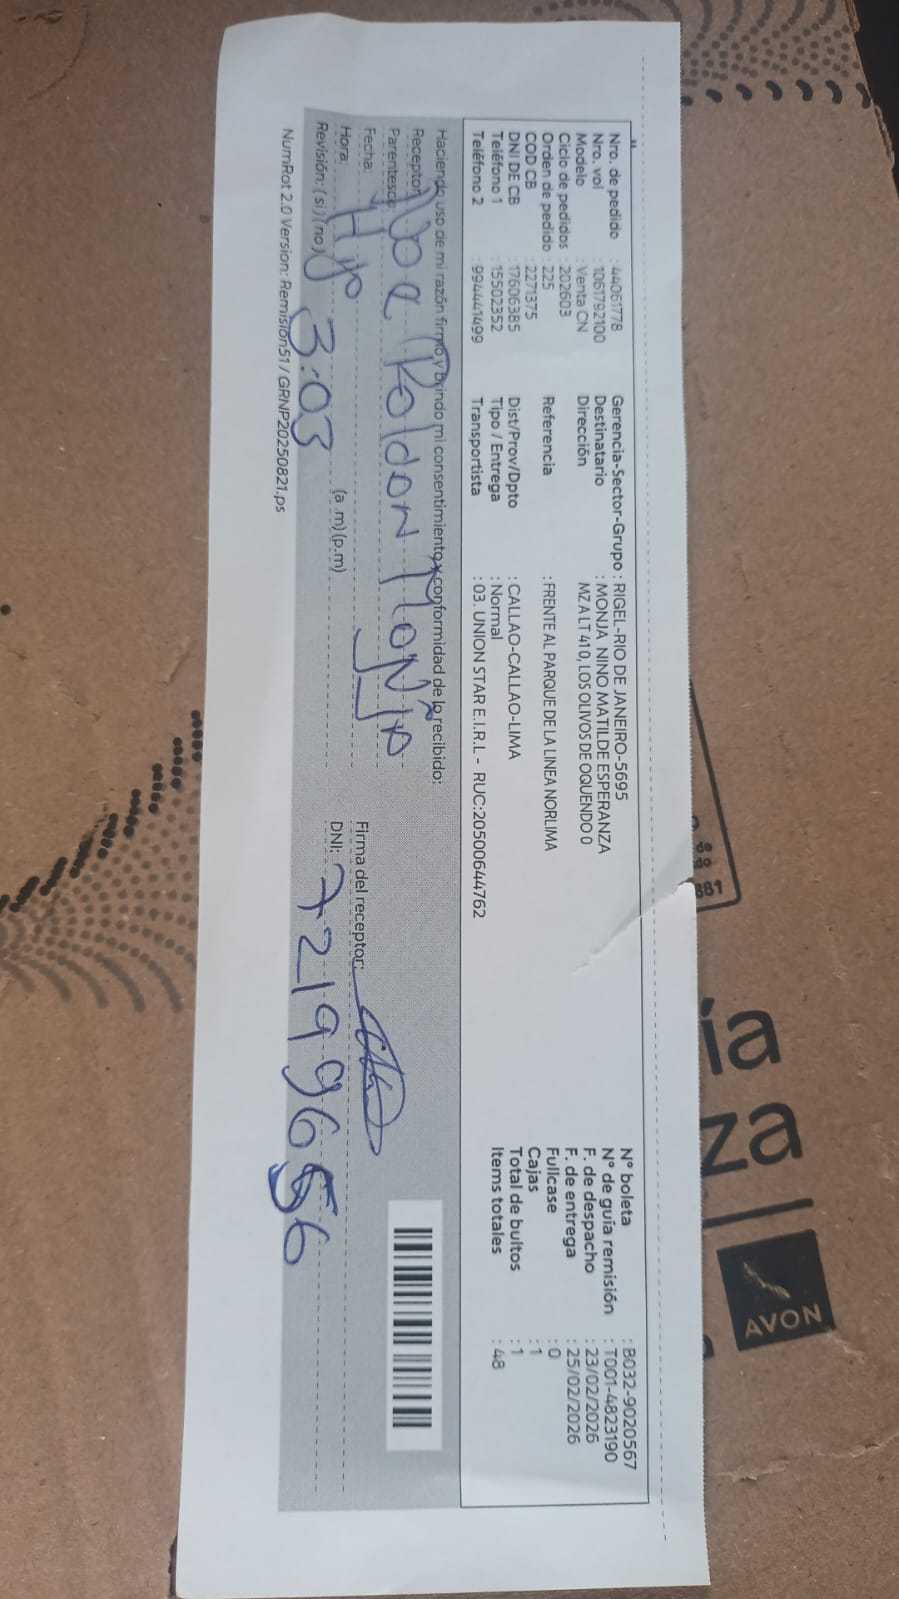 Nro. de pedido : 44061778
Nro. vol : 1061792100
Modelo : Venta CN
Ciclo de pedidos : 202603
Orden de pedido : 225
COD CB : 2271375
DNI DE CB : 17606385
Teléfono 1 : 15502352
Teléfono 2 : 994441499
Gerencia-Sector-Grupo : RIGEL-RIO DE JANEIRO-5695
Destinatario : MONJA NINO MATILDE ESPERANZA
Dirección MZ A LT 410, LOS OLIVOS DE OQUENDO 0
Referencia : FRENTE AL PARQUE DE LA LINEA NORLIMA
Dist/Prov/Dpto : CALLAO-CALLAO-LIMA
Tipo / Entrega : Normal
Transportista : 03. UNION STAR E.I.R.L - RUC:20500644762
N° boleta : B032-9020567
N° de guía remisión : T001-4823190
F. de despacho : 23/02/2026
F. de entrega : 25/02/2026
Fullcase : 0
Cajas : 1
Total de bultos : 1
Items totales : 48
Haciendo uso de mi razón firmo y brindo mi consentimiento y conformidad de lo recibido:
Receptor: Roldan Monja
Parentesco:
Fecha: Hijo
Hora: 3:03 (a .m) (p.m)
Revisión: ( si ) ( no )
Firma del receptor:
DNI: 72199656
NumRot 2.0 Version: Remision51 / GRNP20250821.ps
ia
za
AVON
881